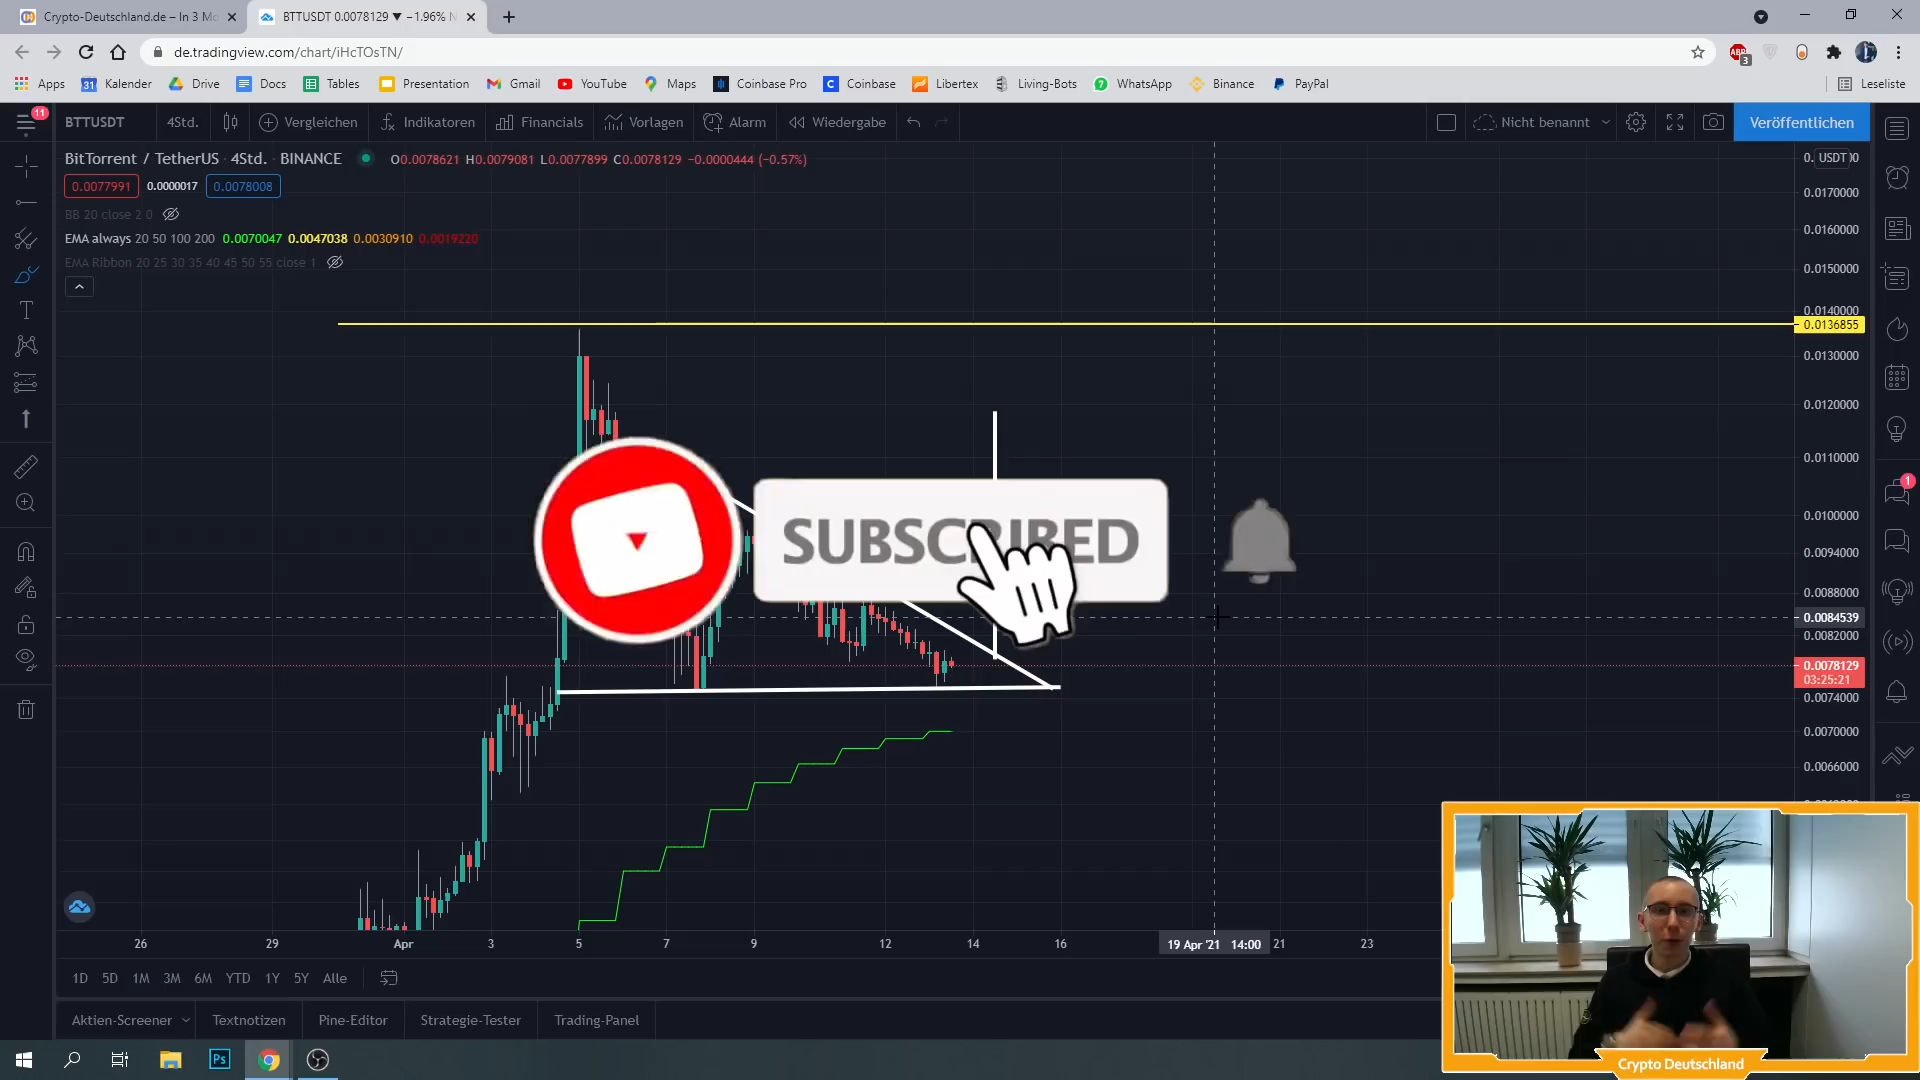 Crypto-Deutschland.de – In 3 Mo
BTTUSDT 0.0078129 ▼ −1.96% N
de.tradingview.com/chart/iHcTOsTN/
ABP
3
Apps
31
Kalender
Drive
Docs
Tables
Presentation
Gmail
YouTube
Maps
Coinbase Pro
Coinbase
Libertex
Living-Bots
WhatsApp
Binance
PayPal
Leseliste
11
BTTUSDT
4Std.
Vergleichen
Indikatoren
Financials
Vorlagen
Alarm
Wiedergabe
Nicht benannt
Veröffentlichen
BitTorrent / TetherUS · 4Std. · BINANCE
O0.0078621 H0.0079081 L0.0077899 C0.0078129 −0.0000444 (−0.57%)
0.0077991 0.0000017 0.0078008
BB 20 close 2 0
EMA always 20 50 100 200 0.0070047 0.0047038 0.0030910 0.0019220
EMA Ribbon 20 25 30 35 40 45 50 55 close 1
USDT
0.0170000
0.0160000
0.0150000
0.0140000
0.0136855
0.0130000
0.0120000
0.0110000
0.0100000
0.0094000
0.0088000
0.0084539
0.0082000
0.0078129
03:25:21
0.0074000
0.0070000
0.0066000
1
SUBSCRIBED
26
29
Apr
3
5
7
9
12
14
16
19 Apr '21 14:00
21
23
1D
5D
1M
3M
6M
YTD
1Y
5Y
Alle
Aktien-Screener
Textnotizen
Pine-Editor
Strategie-Tester
Trading-Panel
Ps
Crypto Deutschland